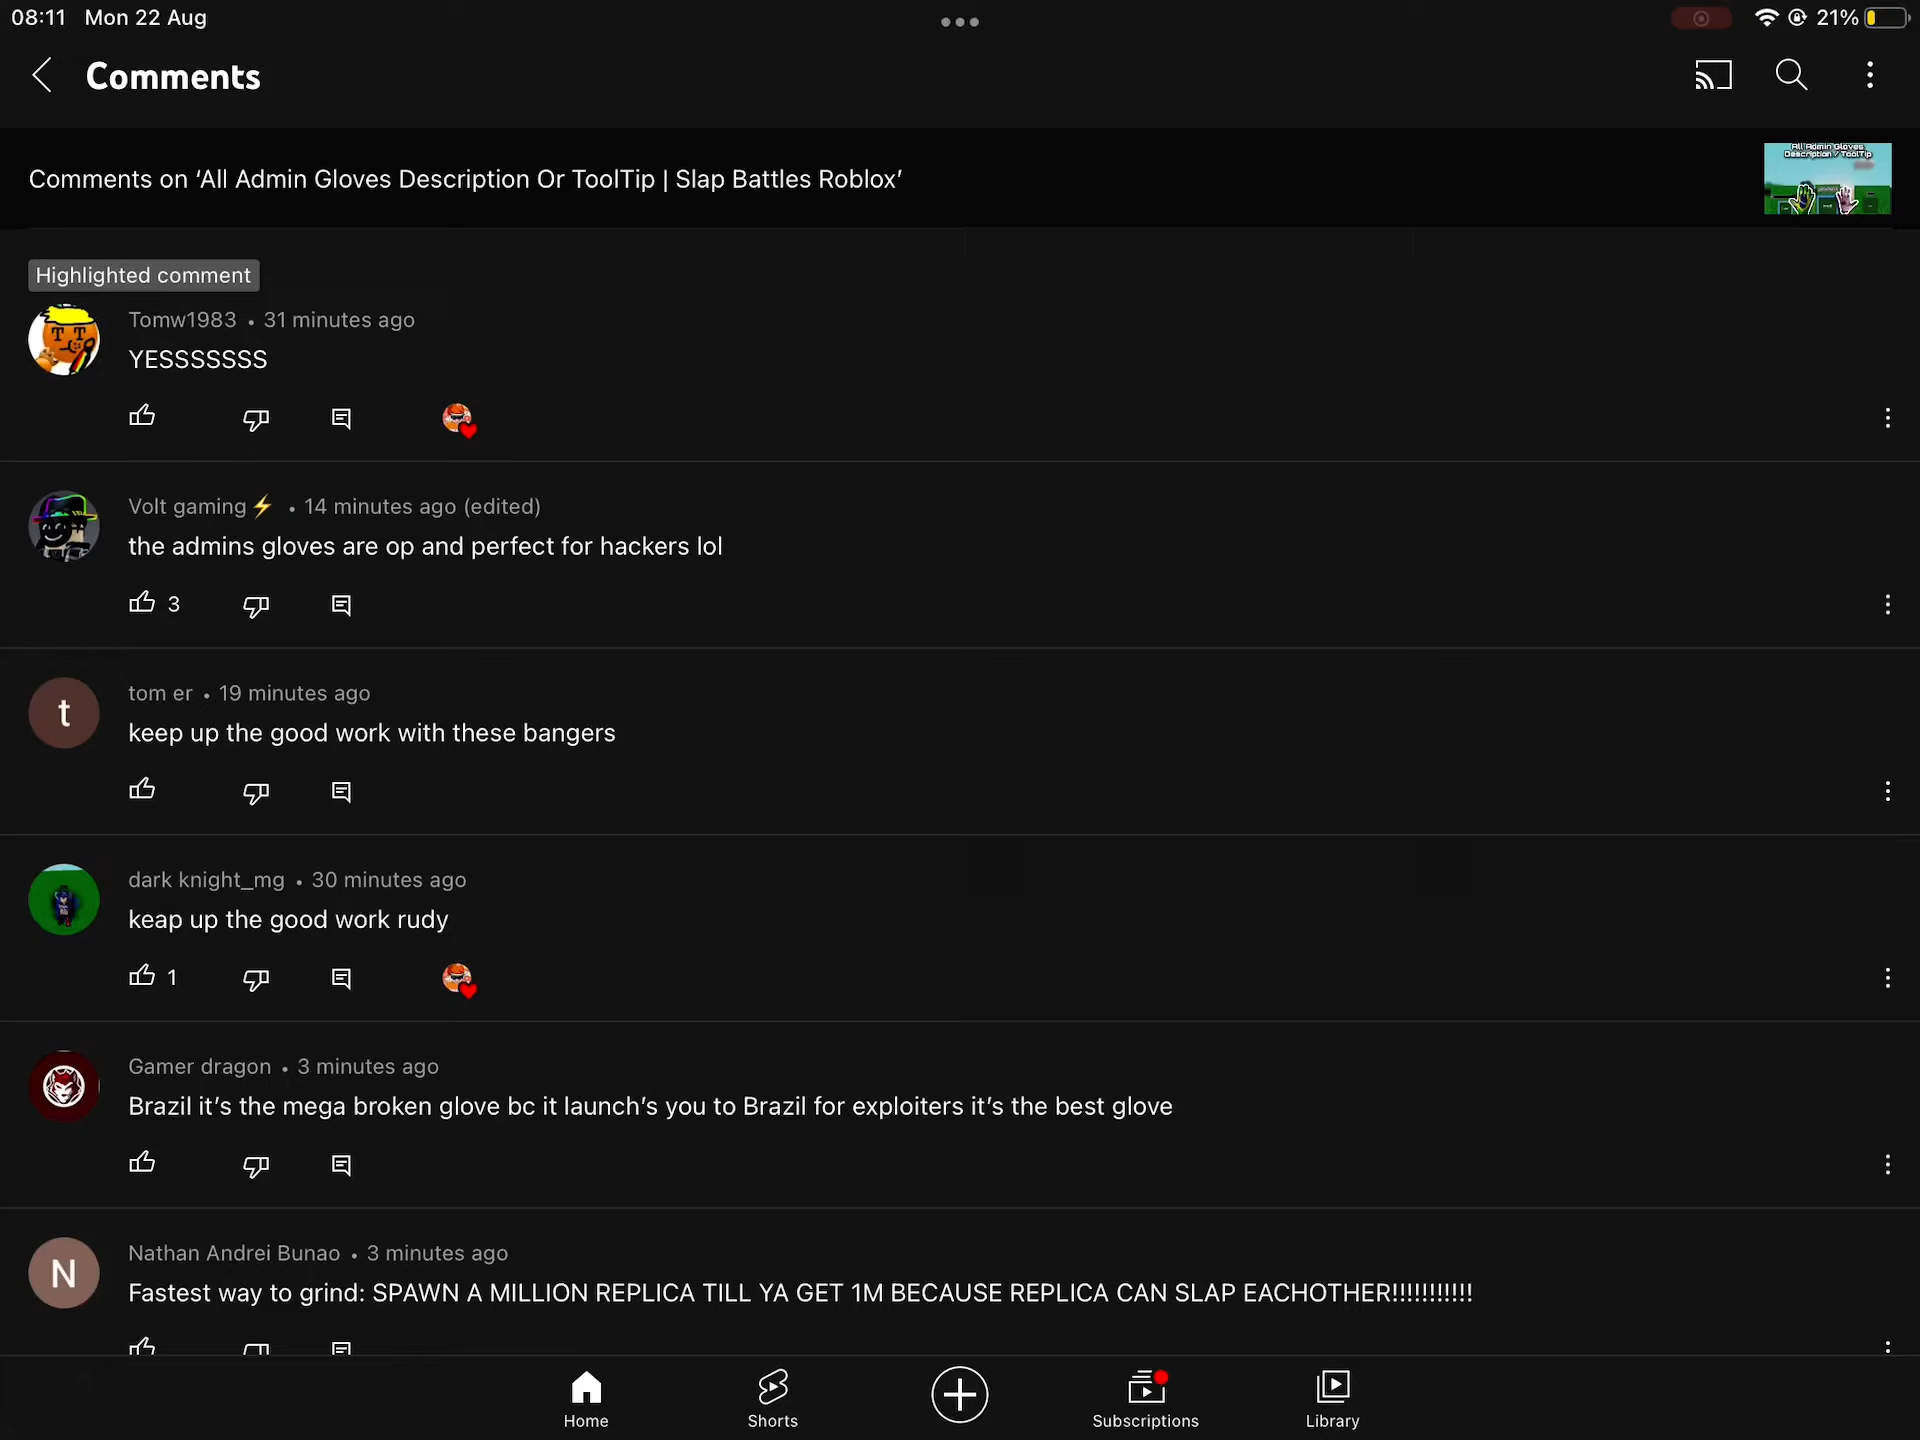 08:11 Mon 22 Aug
21%
Comments
Comments on ‘All Admin Gloves Description Or ToolTip | Slap Battles Roblox’
All Admin Gloves
Description / ToolTip
Highlighted comment
Tomw1983 • 31 minutes ago
YESSSSSSS
Volt gaming⚡ • 14 minutes ago (edited)
the admins gloves are op and perfect for hackers lol
3
t
tom er • 19 minutes ago
keep up the good work with these bangers
dark knight_mg • 30 minutes ago
keap up the good work rudy
1
Gamer dragon • 3 minutes ago
Brazil it’s the mega broken glove bc it launch’s you to Brazil for exploiters it’s the best glove
N
Nathan Andrei Bunao • 3 minutes ago
Fastest way to grind: SPAWN A MILLION REPLICA TILL YA GET 1M BECAUSE REPLICA CAN SLAP EACHOTHER!!!!!!!!!!!
Home
Shorts
Subscriptions
Library